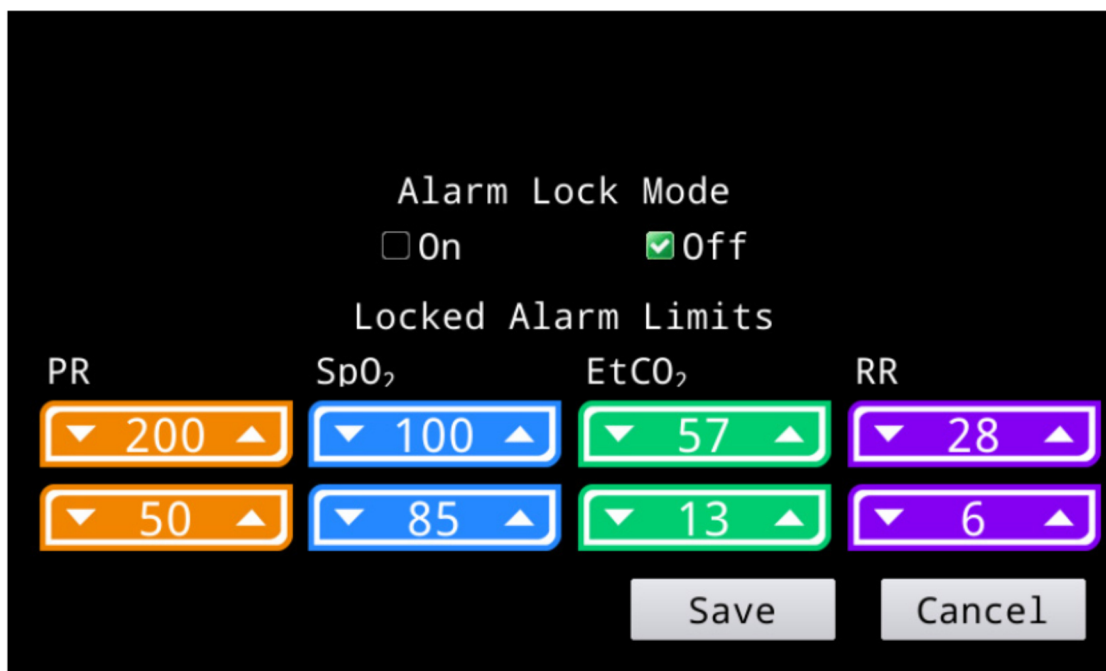 Alarm Lock Mode
On Off
Locked Alarm Limits
PR SpO₂ EtCO₂ RR
200 100 57 28
50 85 13 6
Save Cancel